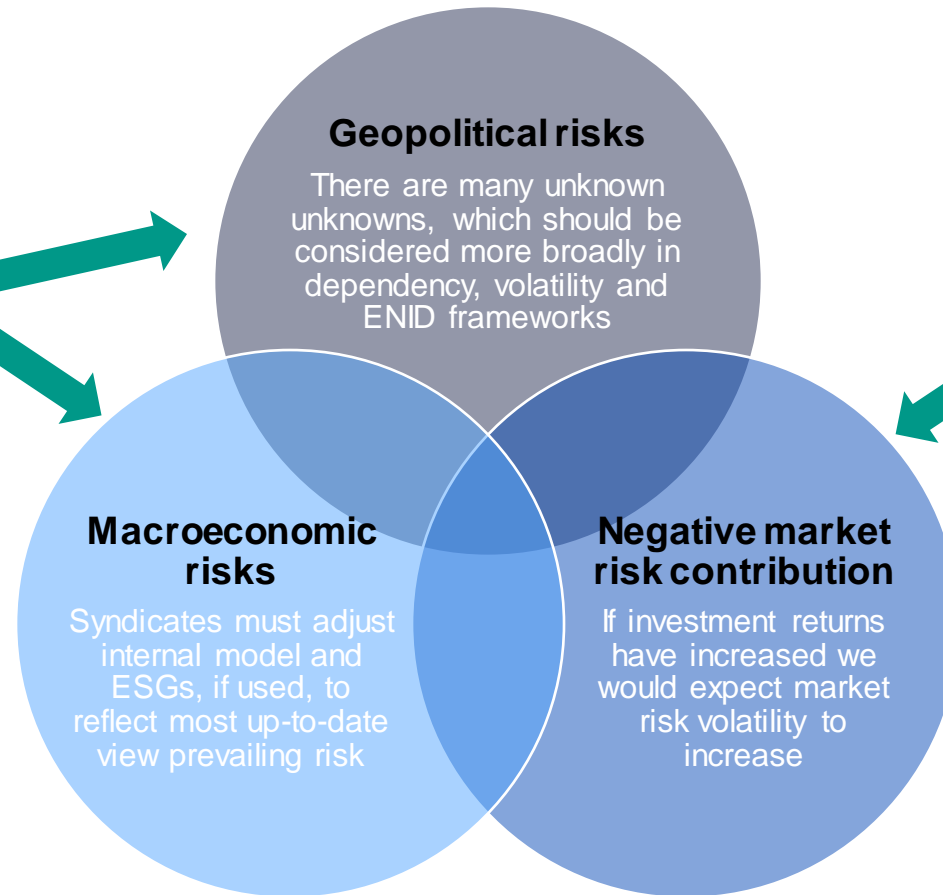 Geopolitical risks
There are many unknown
unknowns, which should be
considered more broadly in
dependency, volatility and
ENID frameworks
Macroeconomic
risks
Syndicates must adjust
internal model and
ESGs, if used, to
reflect most up-to-date
view prevailing risk
Negative market
risk contribution
If investment returns
have increased we
would expect market
risk volatility to
increase